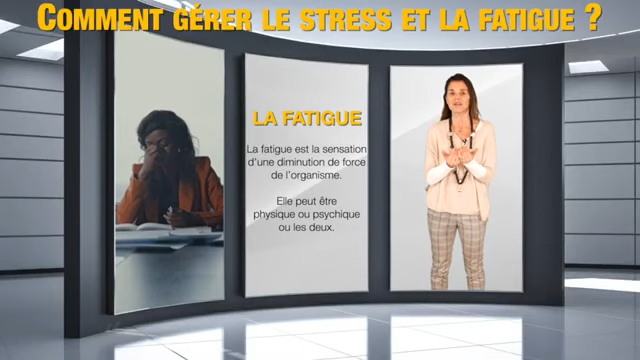 Comment gérer le stress et la fatigue ?
LA FATIGUE
La fatigue est la sensation
d'une diminution de force
de l'organisme.
Elle peut être
physique ou psychique
ou les deux.